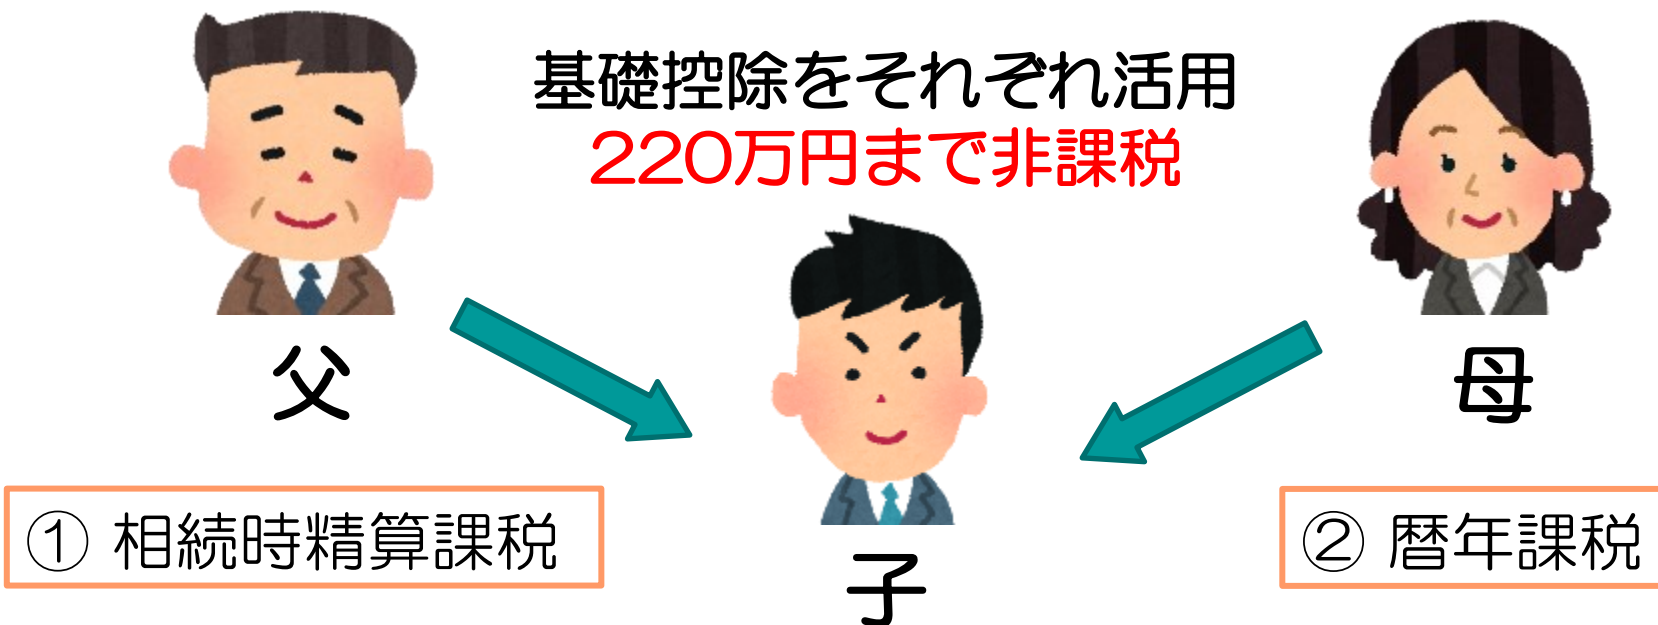 基礎控除をそれぞれ活用
220万円まで非課税
父
母
① 相続時精算課税
② 暦年課税
子